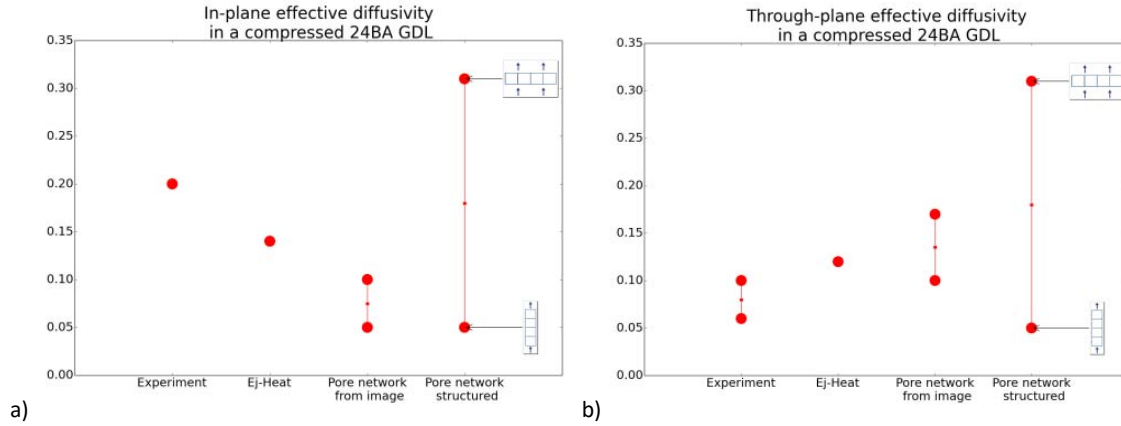 In-plane effective diffusivity
in a compressed 24BA GDL
0.35
0.30
0.25
0.20
0.15
0.10
0.05
0.00
Experiment
Ej-Heat
Pore network
from image
Pore network
structured
a)
Through-plane effective diffusivity
in a compressed 24BA GDL
0.35
0.30
0.25
0.20
0.15
0.10
0.05
0.00
Experiment
Ej-Heat
Pore network
from image
Pore network
structured
b)